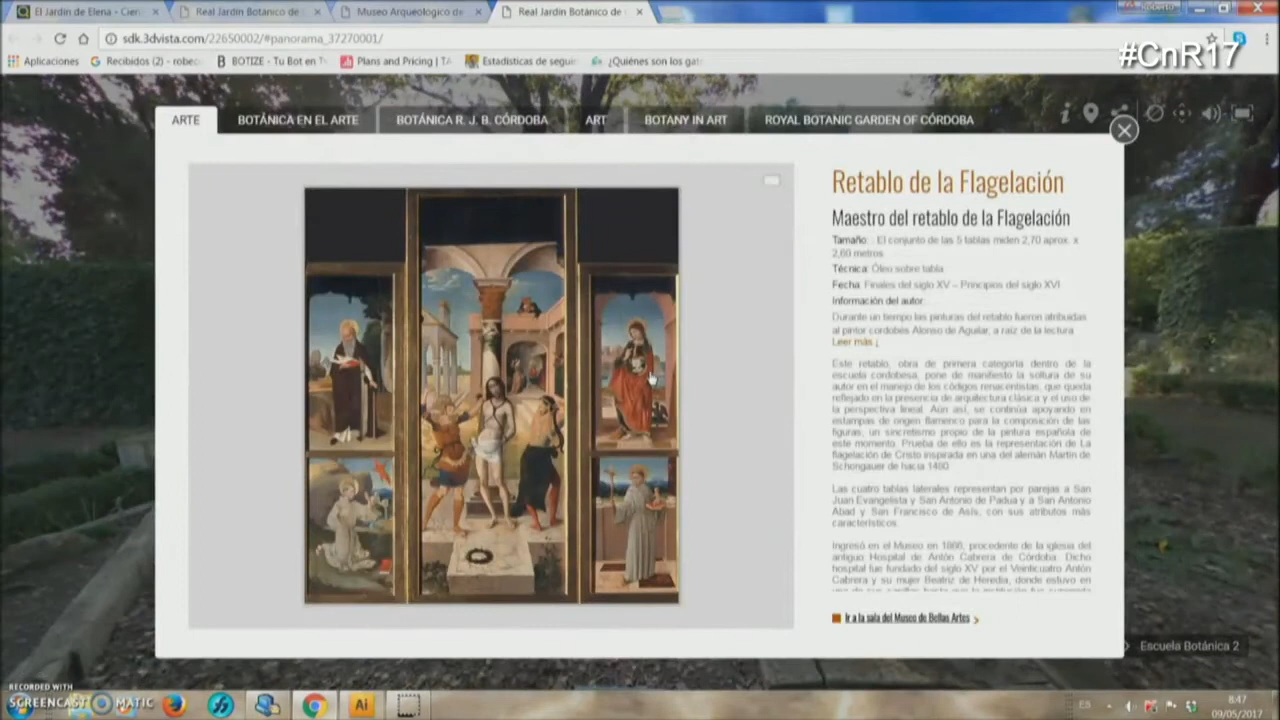 El Jardín de Elena - Cien
Real Jardín Botánico de
Museo Arqueológico de
Real Jardín Botánico de
sdk.3dvista.com/22650002/#panorama_37270001/
#CnR17
Aplicaciones
Recibidos (2) - robe
BOTIZE - Tu Bot en T
Plans and Pricing | TA
Estadísticas de segui
¿Quiénes son los gat
ARTE
BOTÁNICA EN EL ARTE
BOTÁNICA R. J. B. CÓRDOBA
ART
BOTANY IN ART
ROYAL BOTANIC GARDEN OF CÓRDOBA
Retablo de la Flagelación
Maestro del retablo de la Flagelación
Tamaño: : El conjunto de las 5 tablas miden 2,70 aprox. x
2,60 metros.
Técnica: Óleo sobre tabla
Fecha: Finales del siglo XV – Principios del siglo XVI
Información del autor:
Durante un tiempo las pinturas del retablo fueron atribuidas
al pintor cordobés Alonso de Aguilar, a raíz de la lectura
Leer más ↓
Este retablo, obra de primera categoría dentro de la
escuela cordobesa, pone de manifiesto la soltura de su
autor en el manejo de los códigos renacentistas, que queda
reflejado en la presencia de arquitectura clásica y el uso de
la perspectiva lineal. Aún así, se continúa apoyando en
estampas de origen flamenco para la composición de las
figuras, un sincretismo propio de la pintura española de
este momento. Prueba de ello es la representación de La
flagelación de Cristo inspirada en una del alemán Martin de
Schongauer de hacia 1480.
Las cuatro tablas laterales representan por parejas a San
Juan Evangelista y San Antonio de Padua y a San Antonio
Abad y San Francisco de Asís, con sus atributos más
característicos.
Ingresó en el Museo en 1868, procedente de la iglesia del
antiguo Hospital de Antón Cabrera de Córdoba. Dicho
hospital fue fundado del siglo XV por el Veinticuatro Antón
Cabrera y su mujer Beatriz de Heredia, donde estuvo en
Ir a la sala del Museo de Bellas Artes
Escuela Botánica 2
RECORDED WITH
SCREENCAST MATIC
Ai
ES
8:47
09/05/2017